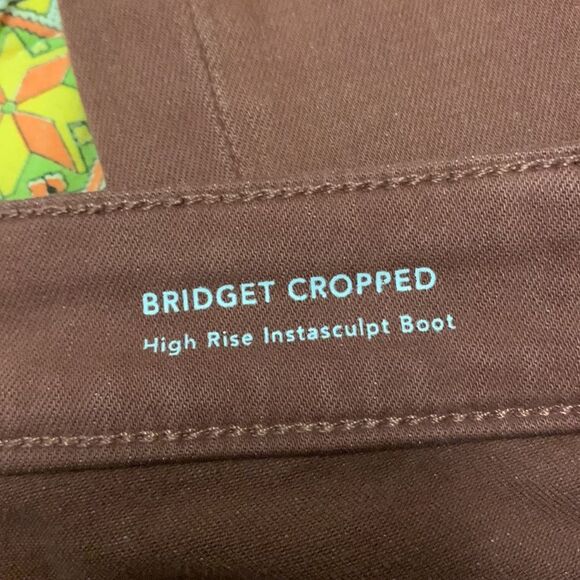 BRIDGET CROPPED
High Rise Instasculpt Boot